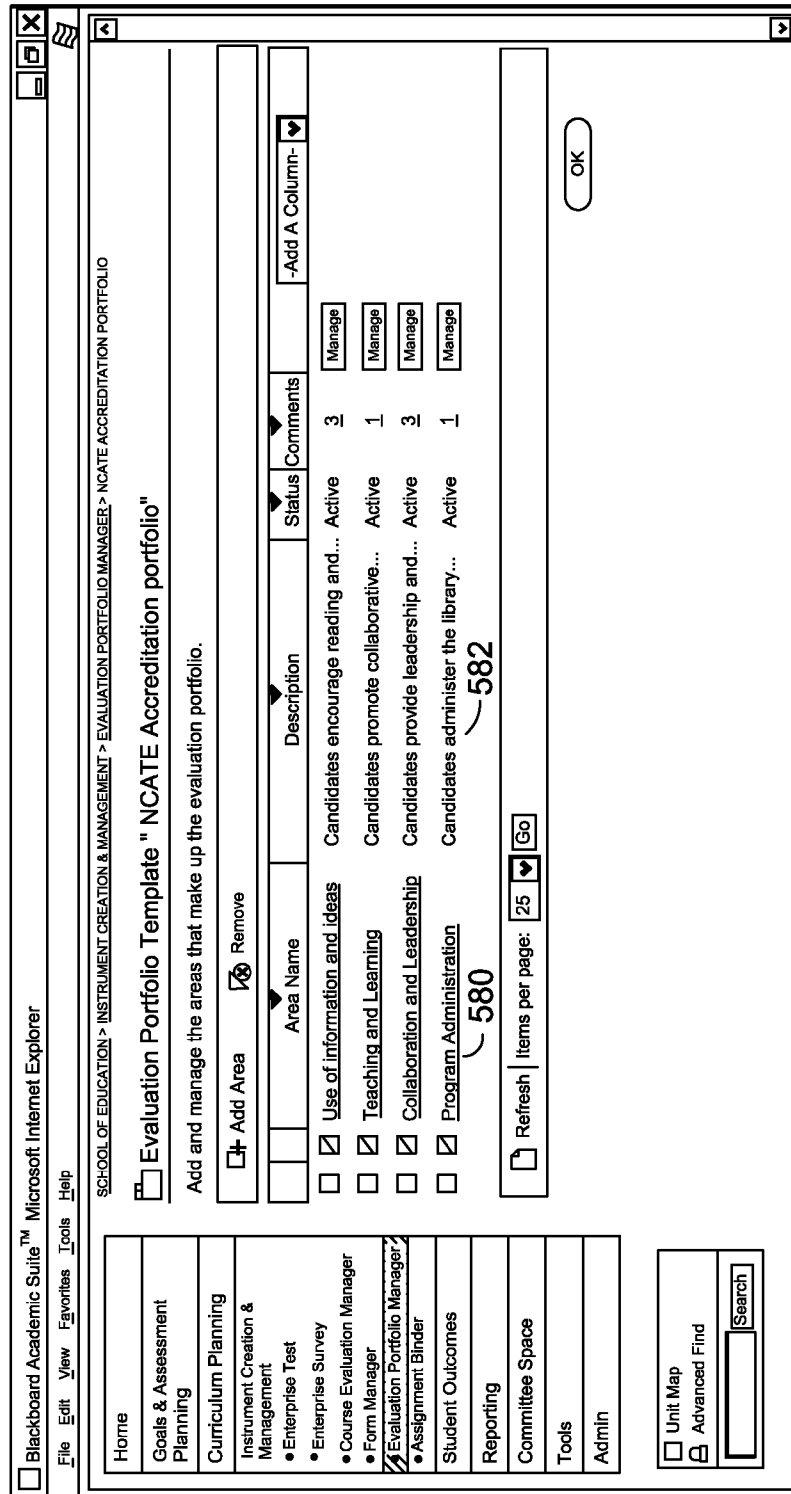 Blackboard Academic Suite™ Microsoft Internet Explorer
File Edit View Favorites Tools Help
Home
Goals & Assessment
Planning
Curriculum Planning
Instrument Creation &
Management
• Enterprise Test
• Enterprise Survey
• Course Evaluation Manager
• Form Manager
• Evaluation Portfolio Manager
• Assignment Binder
Student Outcomes
Reporting
Committee Space
Tools
Admin
Unit Map
Advanced Find
Search
SCHOOL OF EDUCATION > INSTRUMENT CREATION & MANAGEMENT > EVALUATION PORTFOLIO MANAGER > NCATE ACCREDITATION PORTFOLIO
Evaluation Portfolio Template " NCATE Accreditation portfolio"
Add and manage the areas that make up the evaluation portfolio.
Add Area Remove
Area Name Description Status Comments -Add A Column-
Use of information and ideas Candidates encourage reading and... Active 3 Manage
Teaching and Learning Candidates promote collaborative... Active 1 Manage
Collaboration and Leadership Candidates provide leadership and... Active 3 Manage
Program Administration Candidates administer the library... Active 1 Manage
580 582
Refresh Items per page: 25 Go
OK